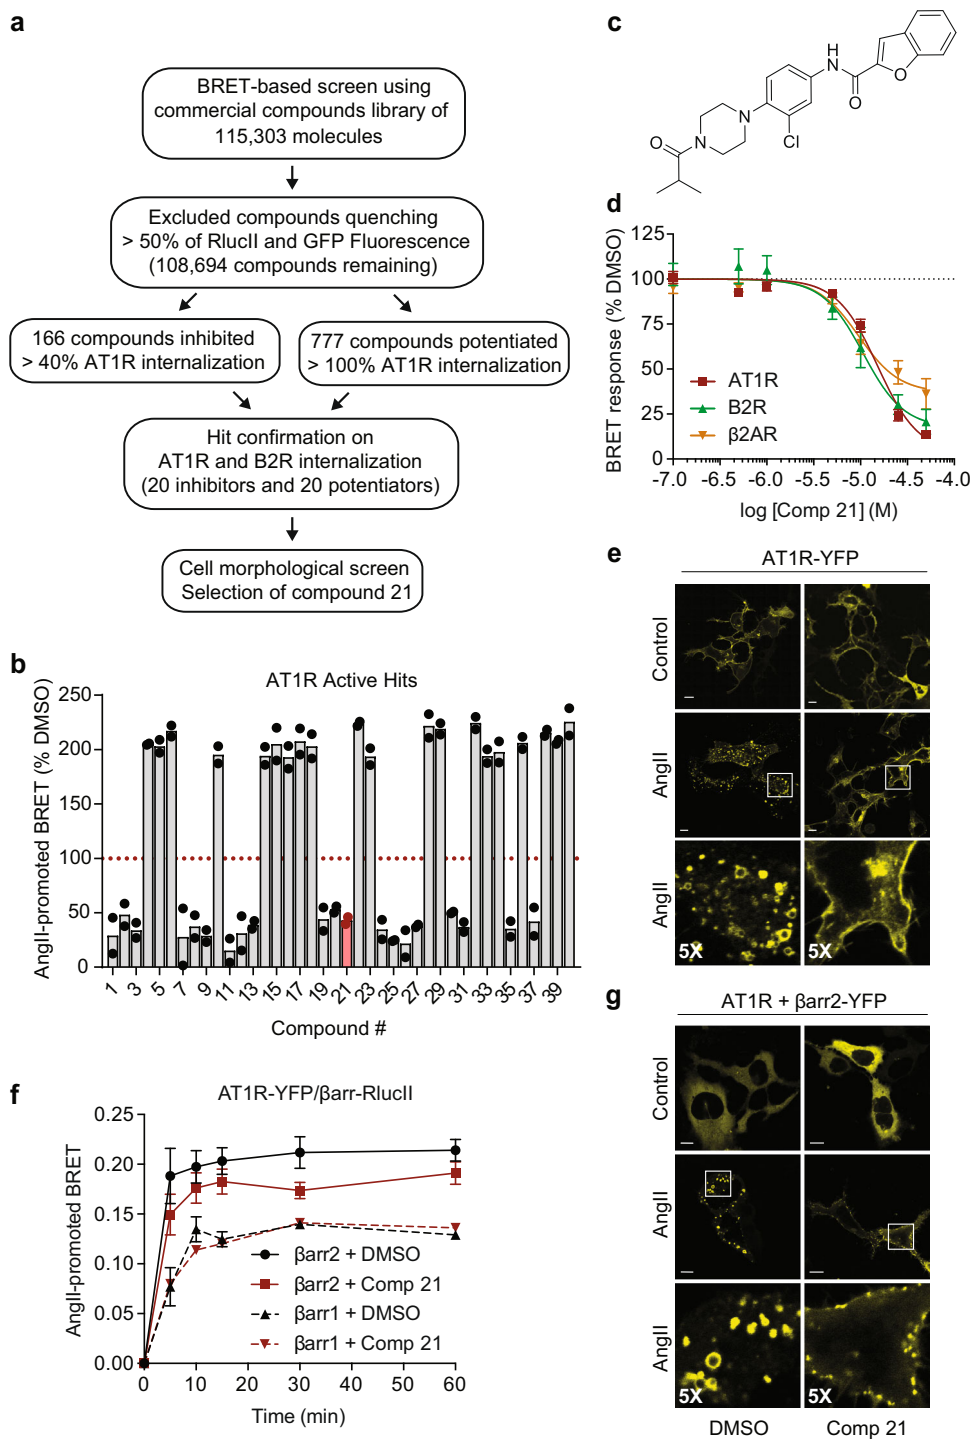 a
BRET-based screen using
commercial compounds library of
115,303 molecules
Excluded compounds quenching
> 50% of RlucII and GFP Fluorescence
(108,694 compounds remaining)
166 compounds inhibited
> 40% AT1R internalization
777 compounds potentiated
> 100% AT1R internalization
Hit confirmation on
AT1R and B2R internalization
(20 inhibitors and 20 potentiators)
Cell morphological screen
Selection of compound 21
b
AT1R Active Hits
AngII-promoted BRET (% DMSO)
250
200
150
100
50
0
1 3 5 7 9 11 13 15 17 19 21 23 25 27 29 31 33 35 37 39
Compound #
c
H
N
O
O
N
Cl
N
O
d
BRET response (% DMSO)
125
100
75
50
25
0
AT1R
B2R
β2AR
-7.0 -6.5 -6.0 -5.5 -5.0 -4.5 -4.0
log [Comp 21] (M)
e
AT1R-YFP
Control
AngII
AngII
5X
5X
f
AT1R-YFP/βarr-RlucII
AngII-promoted BRET
0.25
0.20
0.15
0.10
0.05
0.00
βarr2 + DMSO
βarr2 + Comp 21
βarr1 + DMSO
βarr1 + Comp 21
0 10 20 30 40 50 60
Time (min)
g
AT1R + βarr2-YFP
Control
AngII
AngII
5X
5X
DMSO
Comp 21